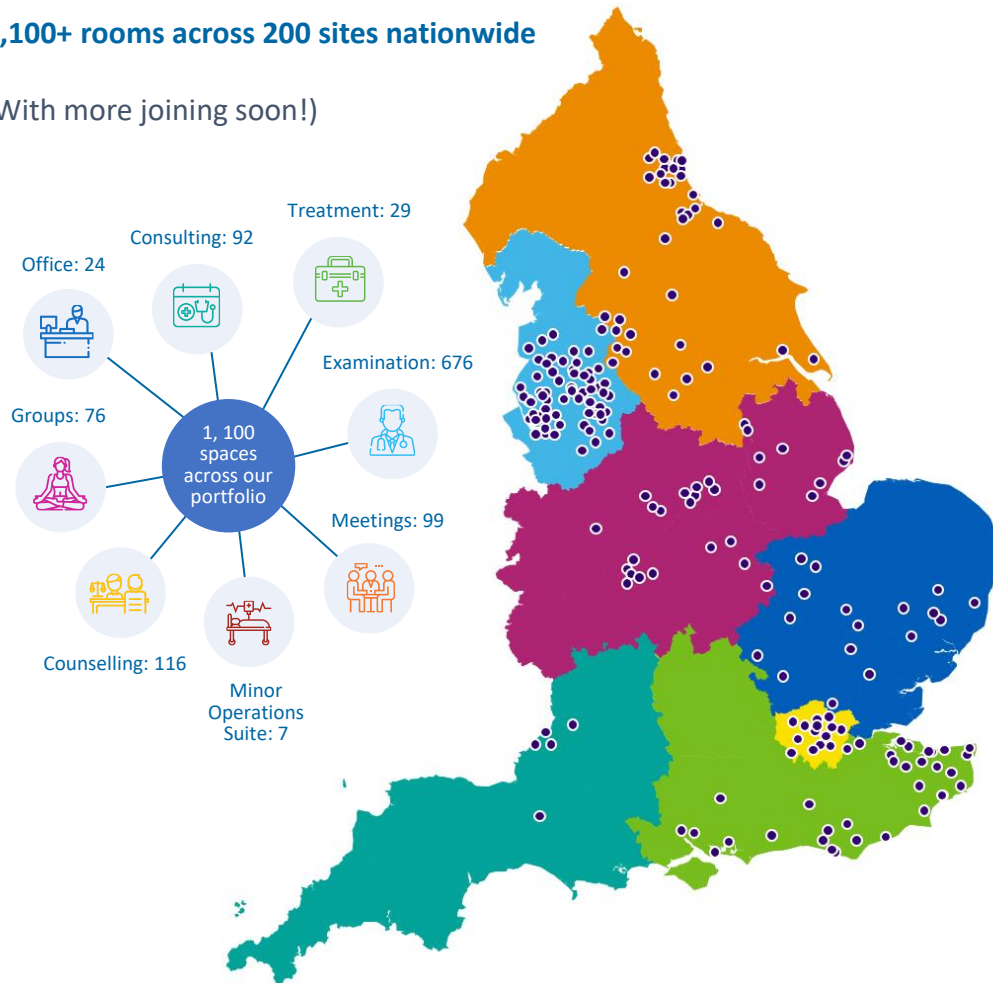 ,100+ rooms across 200 sites nationwide
With more joining soon!)
Treatment: 29
Consulting: 92
Office: 24
Examination: 676
Groups: 76
1, 100
spaces
across our
portfolio
Meetings: 99
Counselling: 116
Minor
Operations
Suite: 7